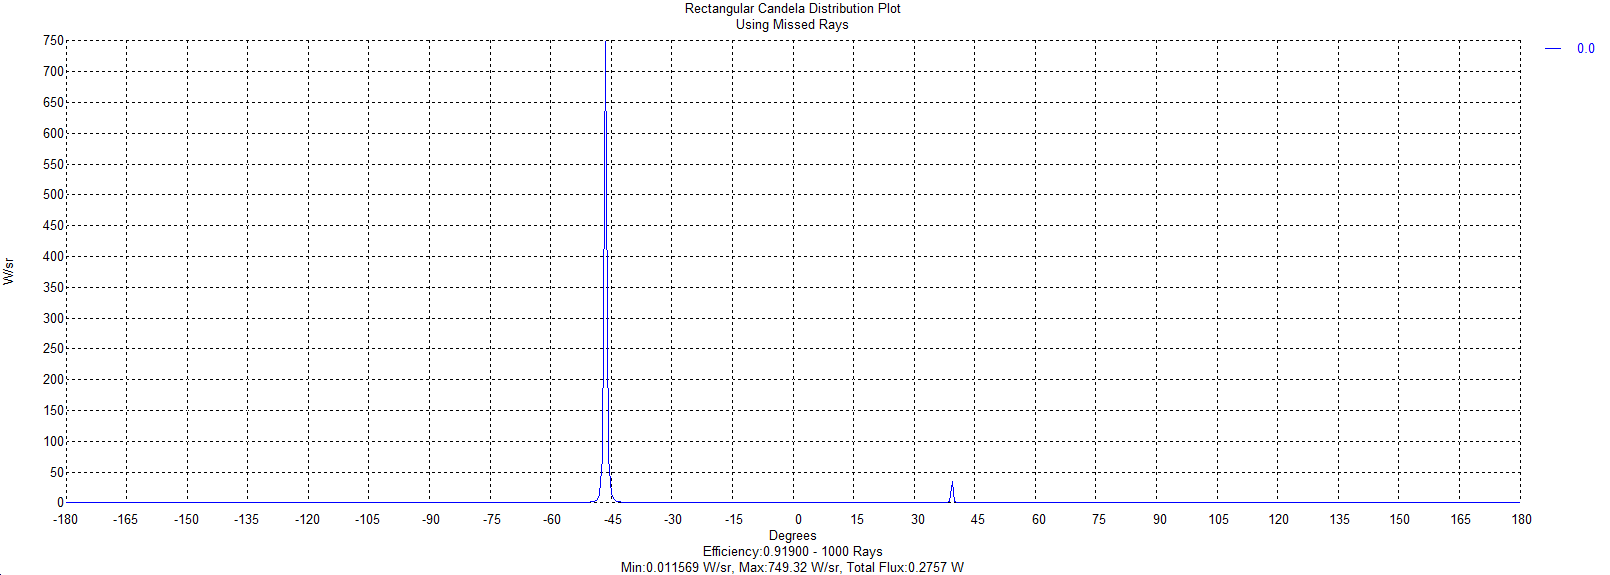 Rectangular Candela Distribution Plot
Using Missed Rays
0.0
750
700
650
600
550
500
450
400
350
300
250
200
150
100
50
0
W/sr
-180 -165 -150 -135 -120 -105 -90 -75 -60 -45 -30 -15 0 15 30 45 60 75 90 105 120 135 150 165 180
Degrees
Efficiency:0.91900 - 1000 Rays
Min:0.011569 W/sr, Max:749.32 W/sr, Total Flux:0.2757 W